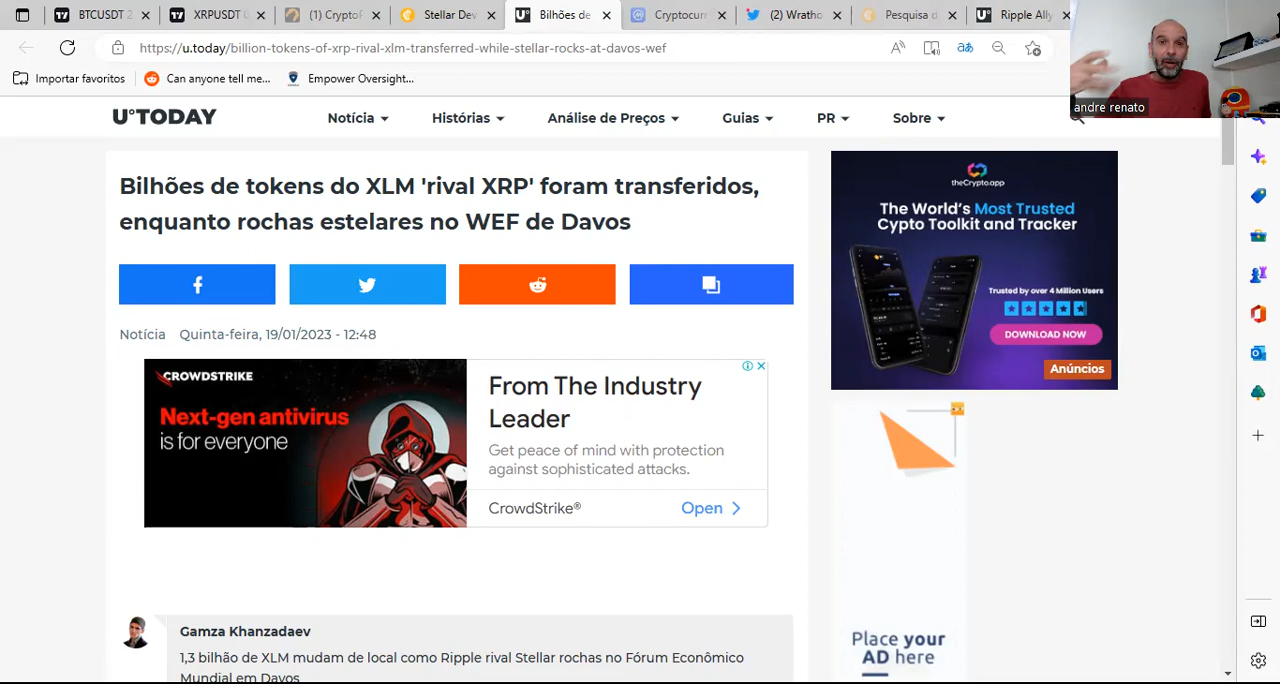 BTCUSDT 2
XRPUSDT
(1) CryptoF
Stellar Dev
Bilhões de
Cryptocurr
(2) Wratho
Pesquisa d
Ripple Ally
https://u.today/billion-tokens-of-xrp-rival-xlm-transferred-while-stellar-rocks-at-davos-wef
Importar favoritos
Can anyone tell me...
Empower Oversight...
andre renato
U°TODAY
Notícia
Histórias
Análise de Preços
Guias
PR
Sobre
Bilhões de tokens do XLM 'rival XRP' foram transferidos,
enquanto rochas estelares no WEF de Davos
Notícia Quinta-feira, 19/01/2023 - 12:48
CROWDSTRIKE
Next-gen antivirus
is for everyone
From The Industry
Leader
Get peace of mind with protection
against sophisticated attacks.
CrowdStrike®
Open
theCrypto.app
The World's Most Trusted
Cypto Toolkit and Tracker
Trusted by over 4 Million Users
DOWNLOAD NOW
Anúncios
Place your
AD here
Gamza Khanzadaev
1,3 bilhão de XLM mudam de local como Ripple rival Stellar rochas no Fórum Econômico
Mundial em Davos